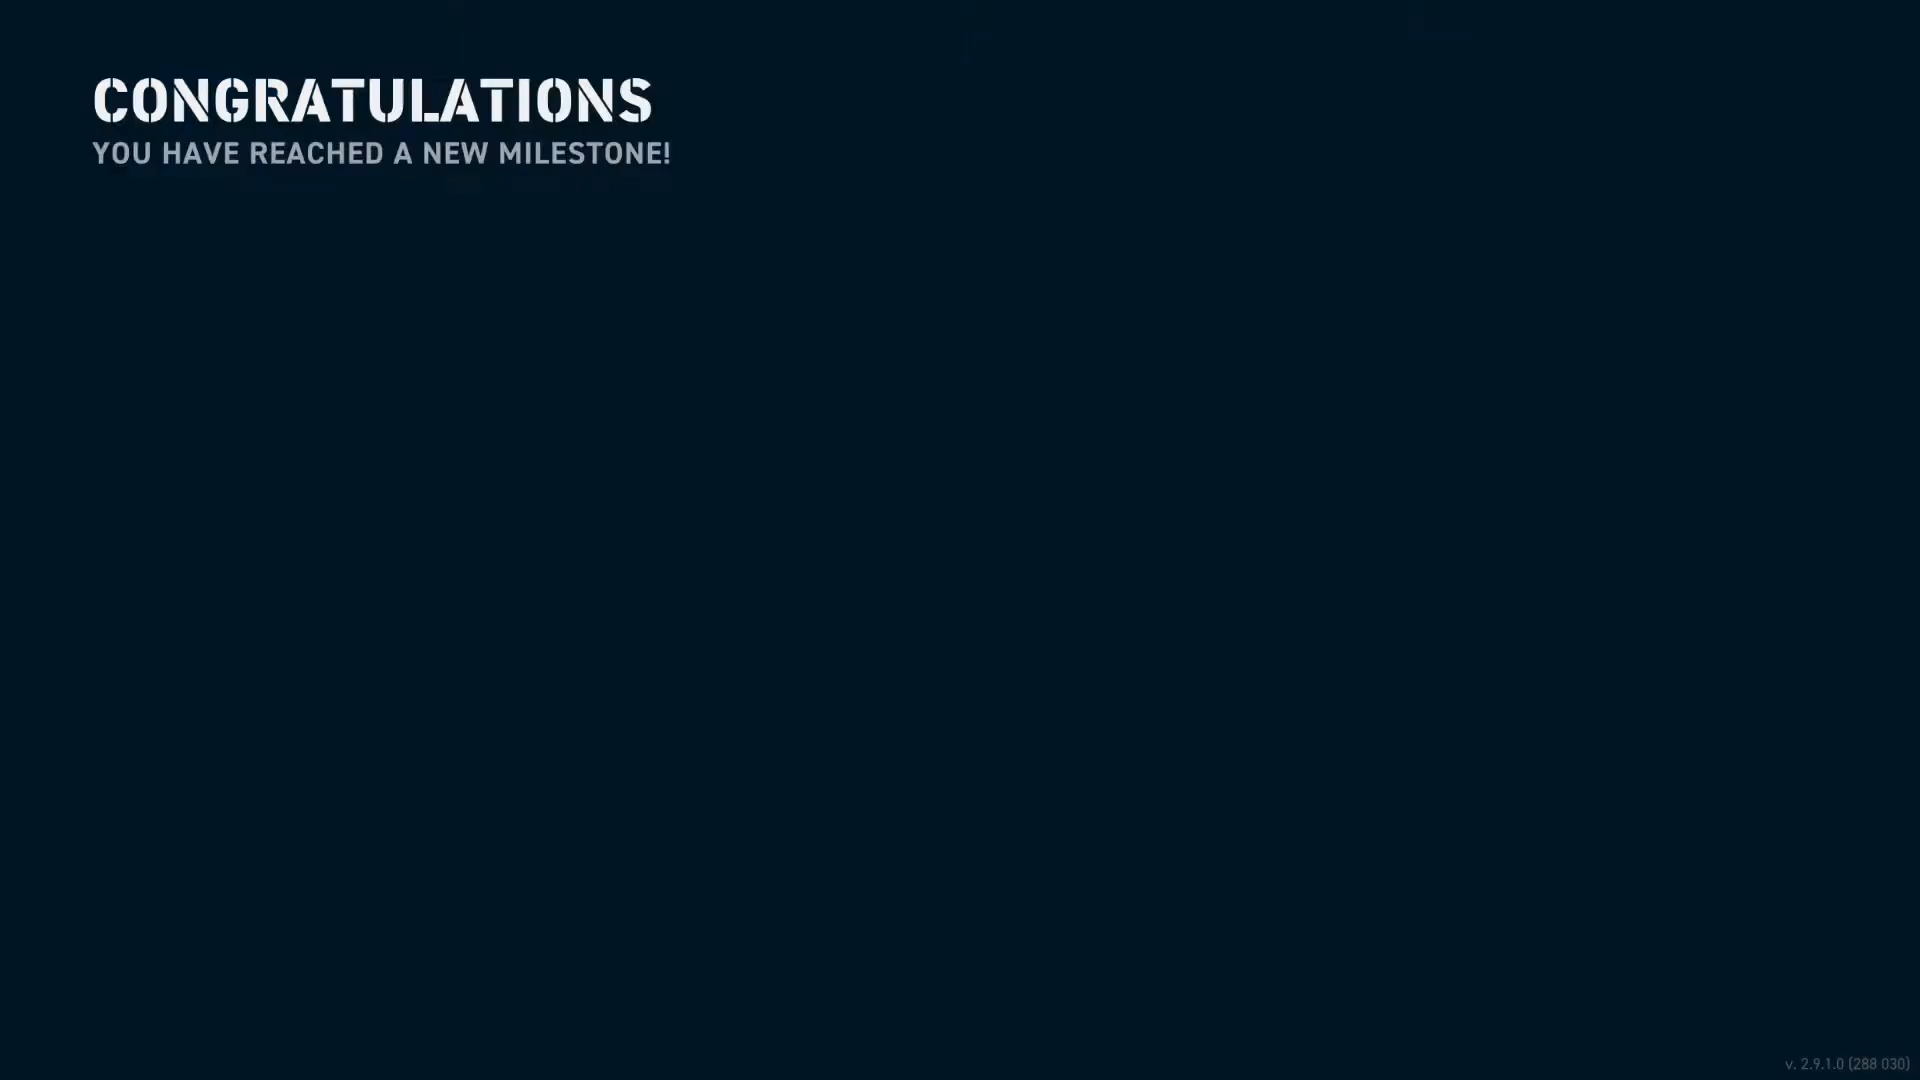 CONGRATULATIONS
YOU HAVE REACHED A NEW MILESTONE!
v. 2.9.1.0 (288 030)